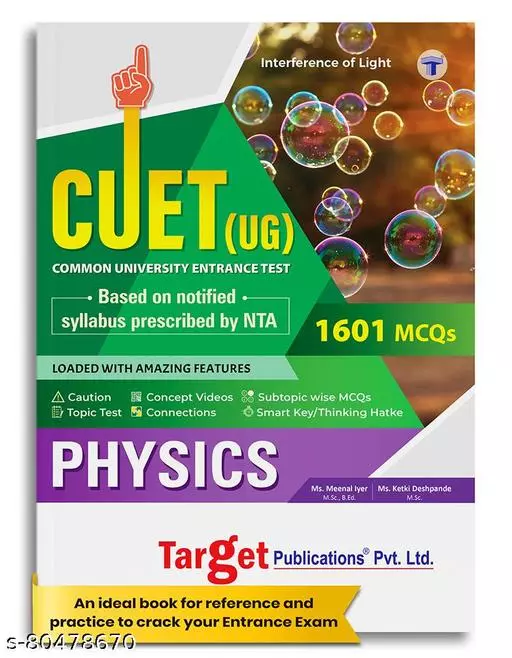 Interference of Light
CUET (UG)
COMMON UNIVERSITY ENTRANCE TEST
• Based on notified •
syllabus prescribed by NTA
1601 MCQs
LOADED WITH AMAZING FEATURES
Caution
Concept Videos
Subtopic wise MCQs
Topic Test
Connections
Smart Key/Thinking Hatke
PHYSICS
Ms. Meenal Iyer
M.Sc., B.Ed.
Ms. Ketki Deshpande
M.Sc.
Target Publications® Pvt. Ltd.
An ideal book for reference and
practice to crack your Entrance Exam
s-80478670